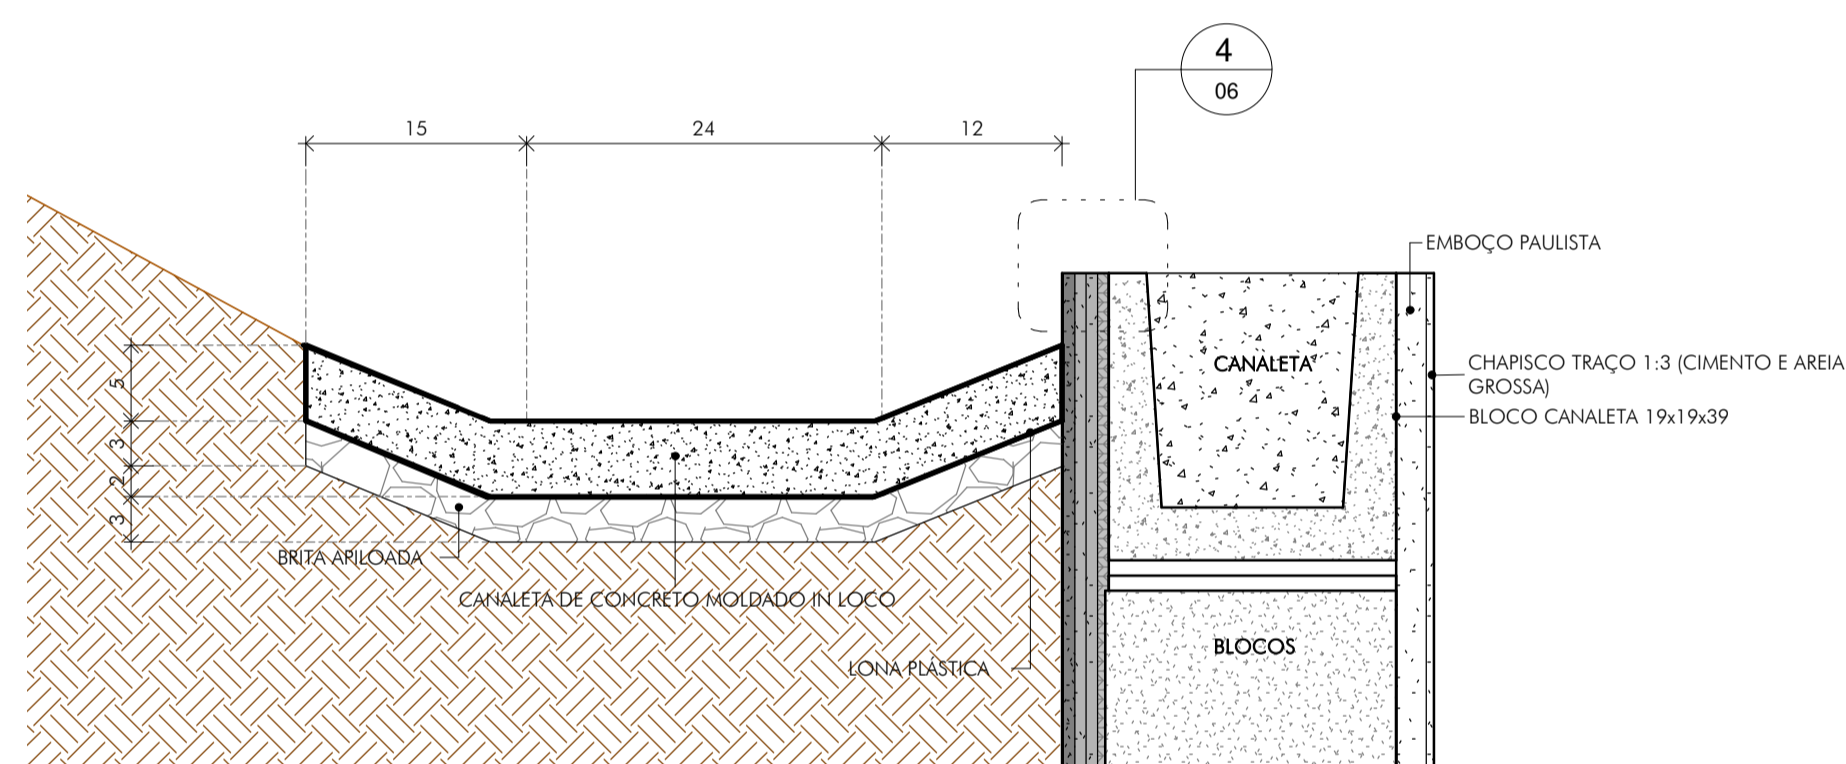 4
06
15
24
12
EMBOÇO PAULISTA
CHAPISCO TRAÇO 1:3 (CIMENTO E AREIA
GROSSA)
BLOCO CANALETA 19x19x39
CANALETA
5
3
2
3
BRITA APILOADA
CANALETA DE CONCRETO MOLDADO IN LOCO
BLOCOS
LONA PLÁSTICA